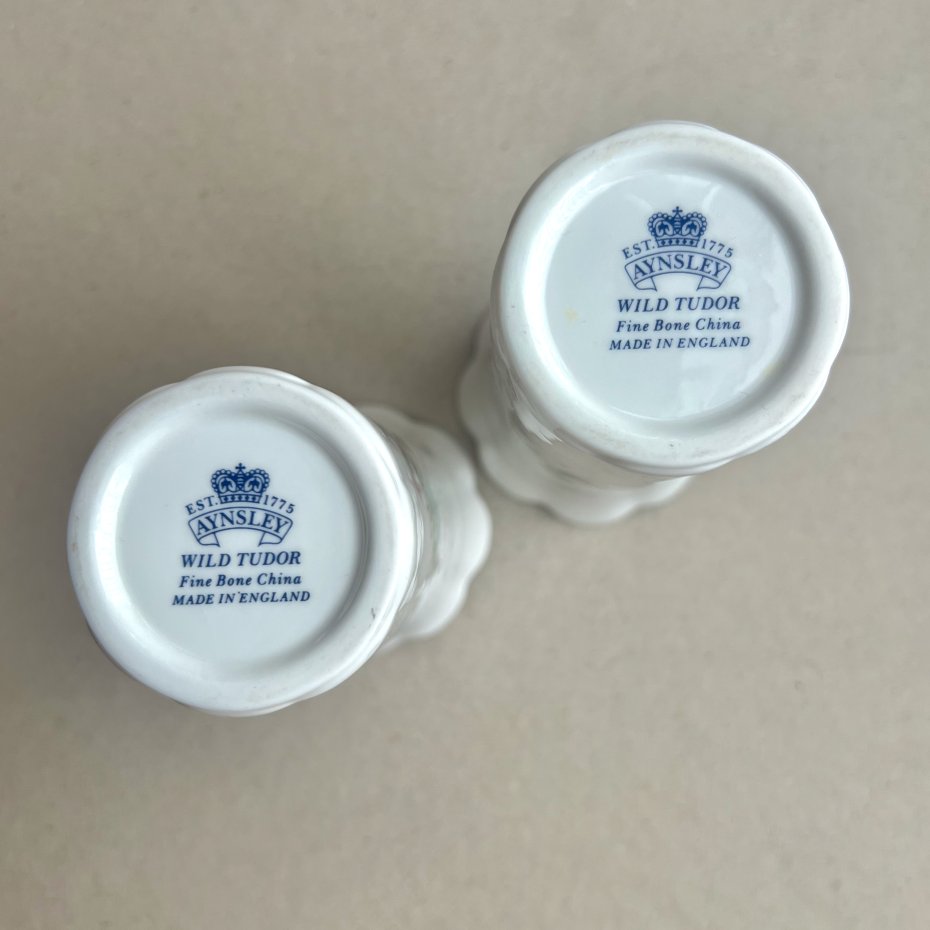 EST. 1775
AYNSLEY
WILD TUDOR
Fine Bone China
MADE IN ENGLAND
EST. 1775
AYNSLEY
WILD TUDOR
Fine Bone China
MADE IN ENGLAND